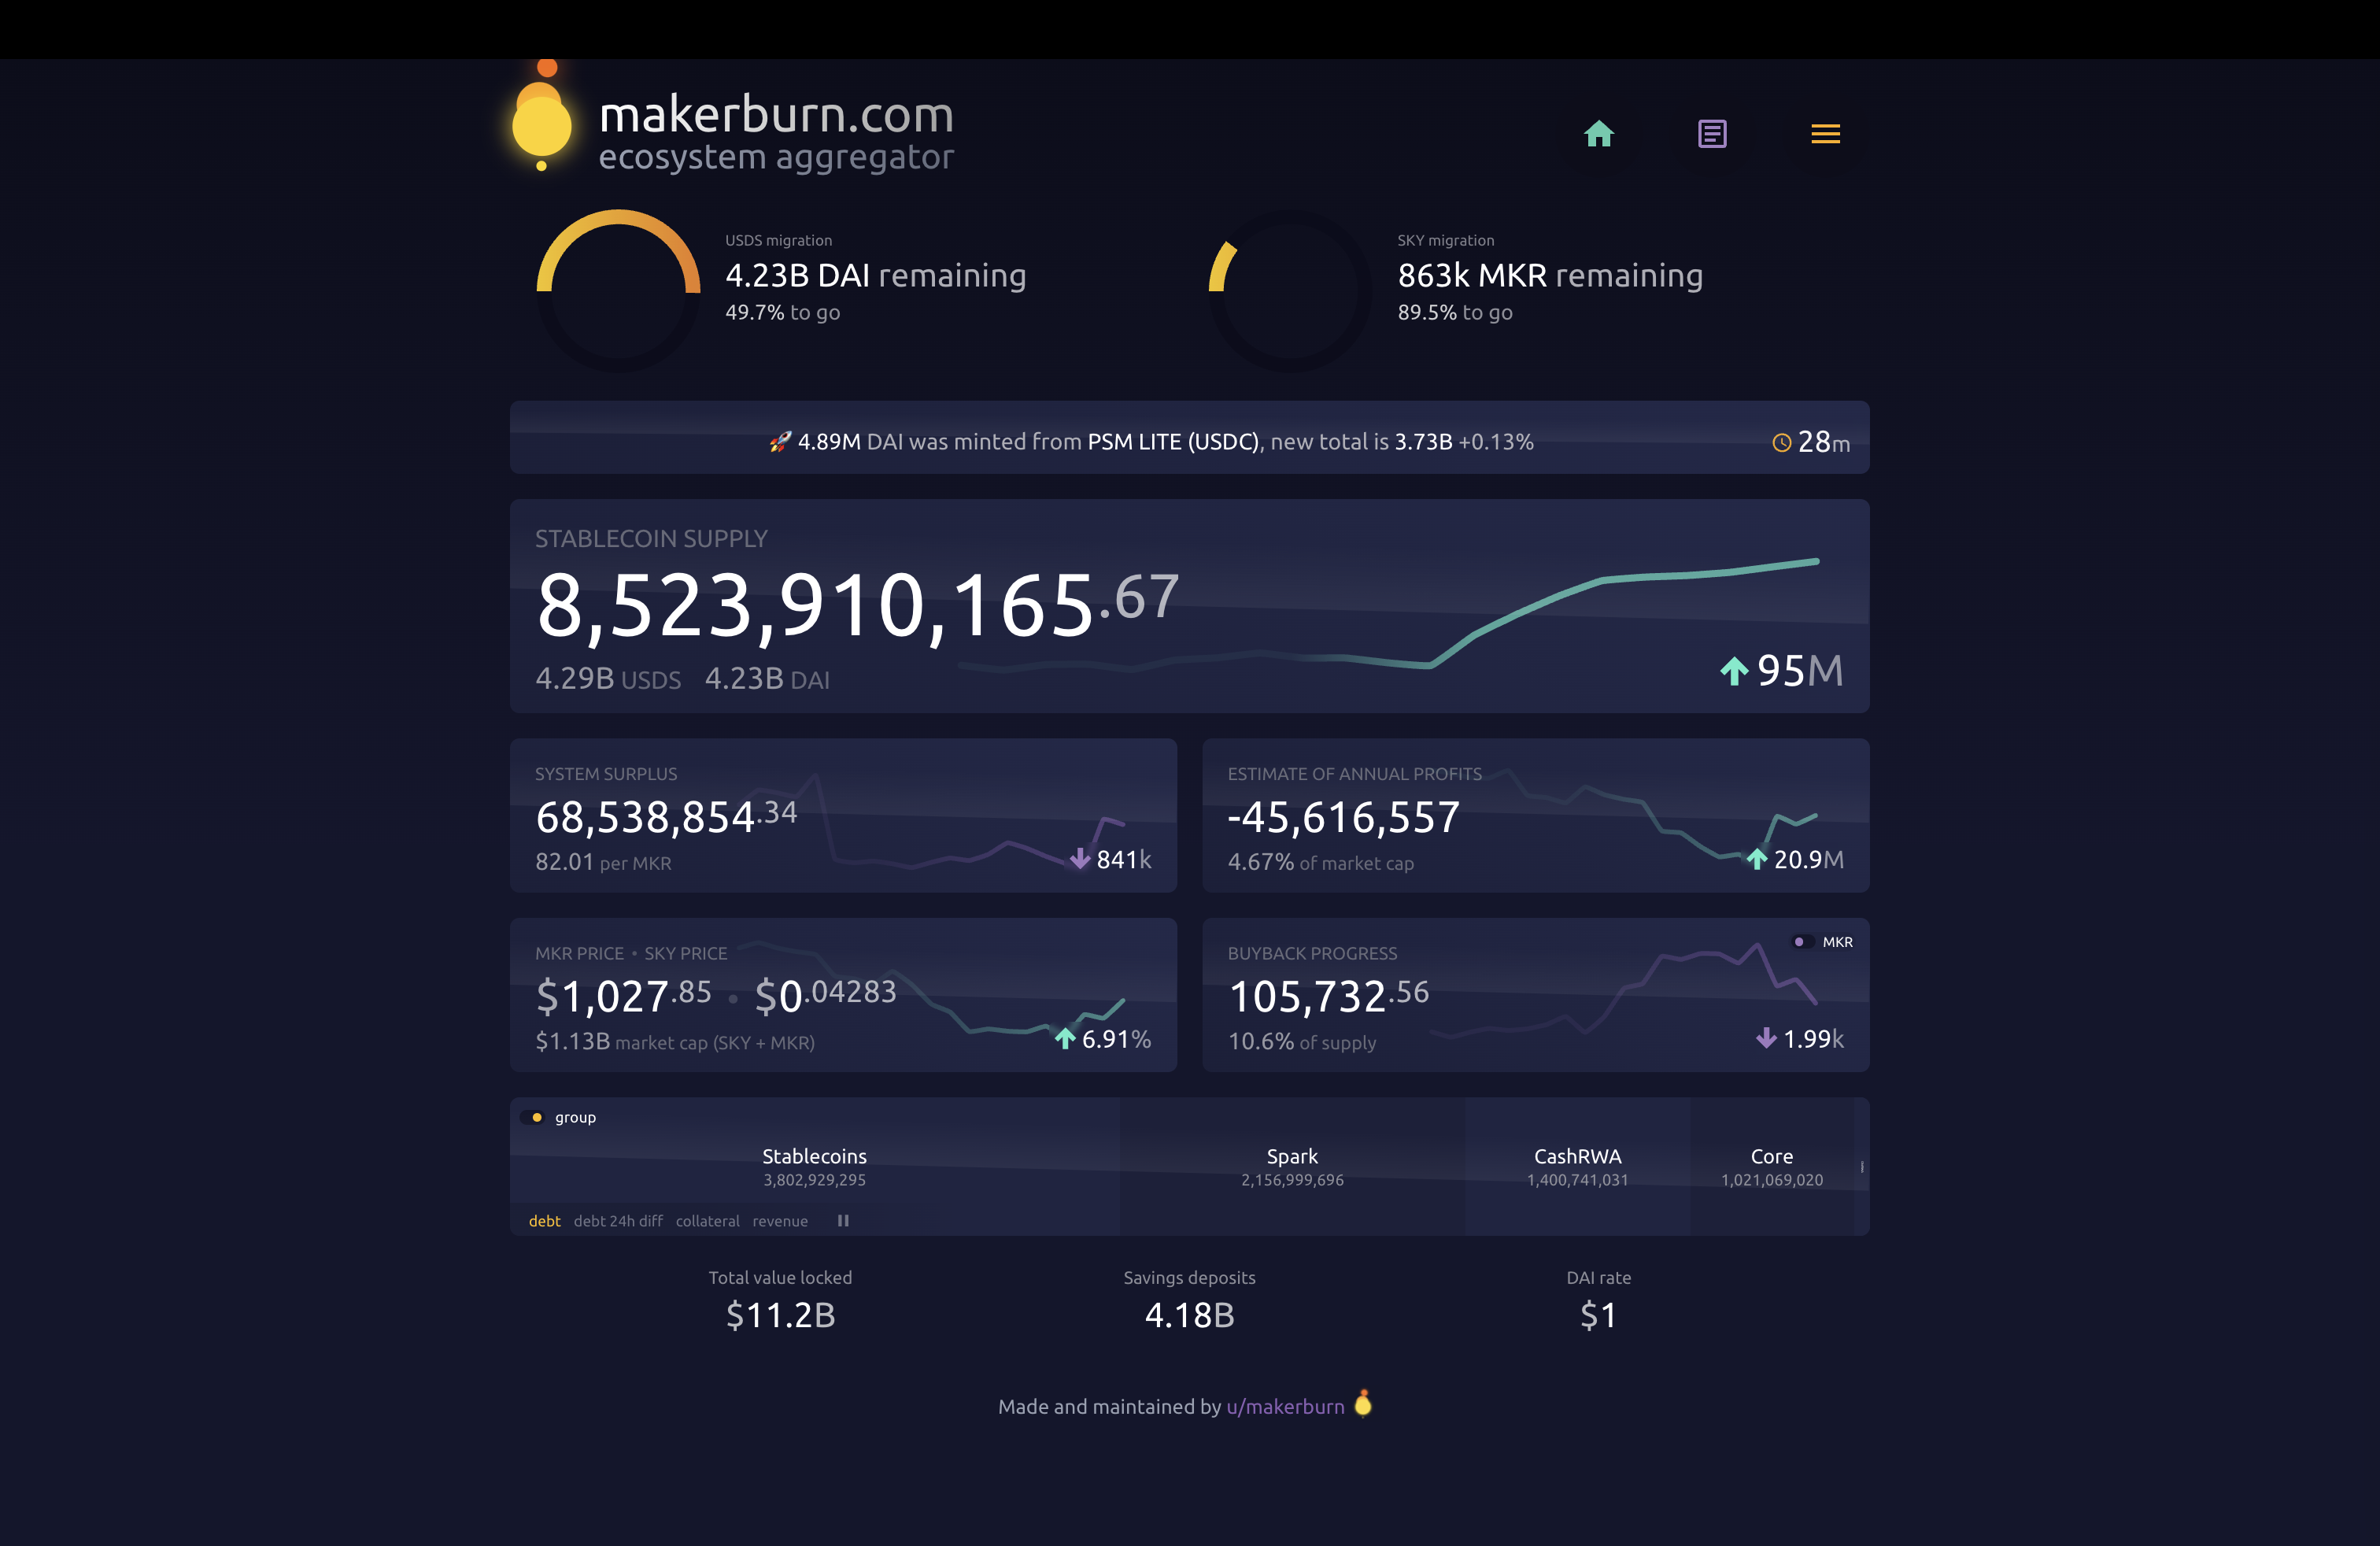 makerburn.com
ecosystem aggregator
USDS migration
4.23B DAI remaining
49.7% to go
SKY migration
863k MKR remaining
89.5% to go
🚀 4.89M DAI was minted from PSM LITE (USDC), new total is 3.73B +0.13%
28m
STABLECOIN SUPPLY
8,523,910,165.67
4.29B USDS 4.23B DAI
95M
SYSTEM SURPLUS
68,538,854.34
82.01 per MKR
841k
ESTIMATE OF ANNUAL PROFITS
-45,616,557
4.67% of market cap
20.9M
MKR PRICE • SKY PRICE
$1,027.85 • $0.04283
$1.13B market cap (SKY + MKR)
6.91%
BUYBACK PROGRESS
MKR
105,732.56
10.6% of supply
1.99k
group
Stablecoins
3,802,929,295
Spark
2,156,999,696
CashRWA
1,400,741,031
Core
1,021,069,020
debt debt 24h diff collateral revenue
Total value locked
$11.2B
Savings deposits
4.18B
DAI rate
$1
Made and maintained by u/makerburn